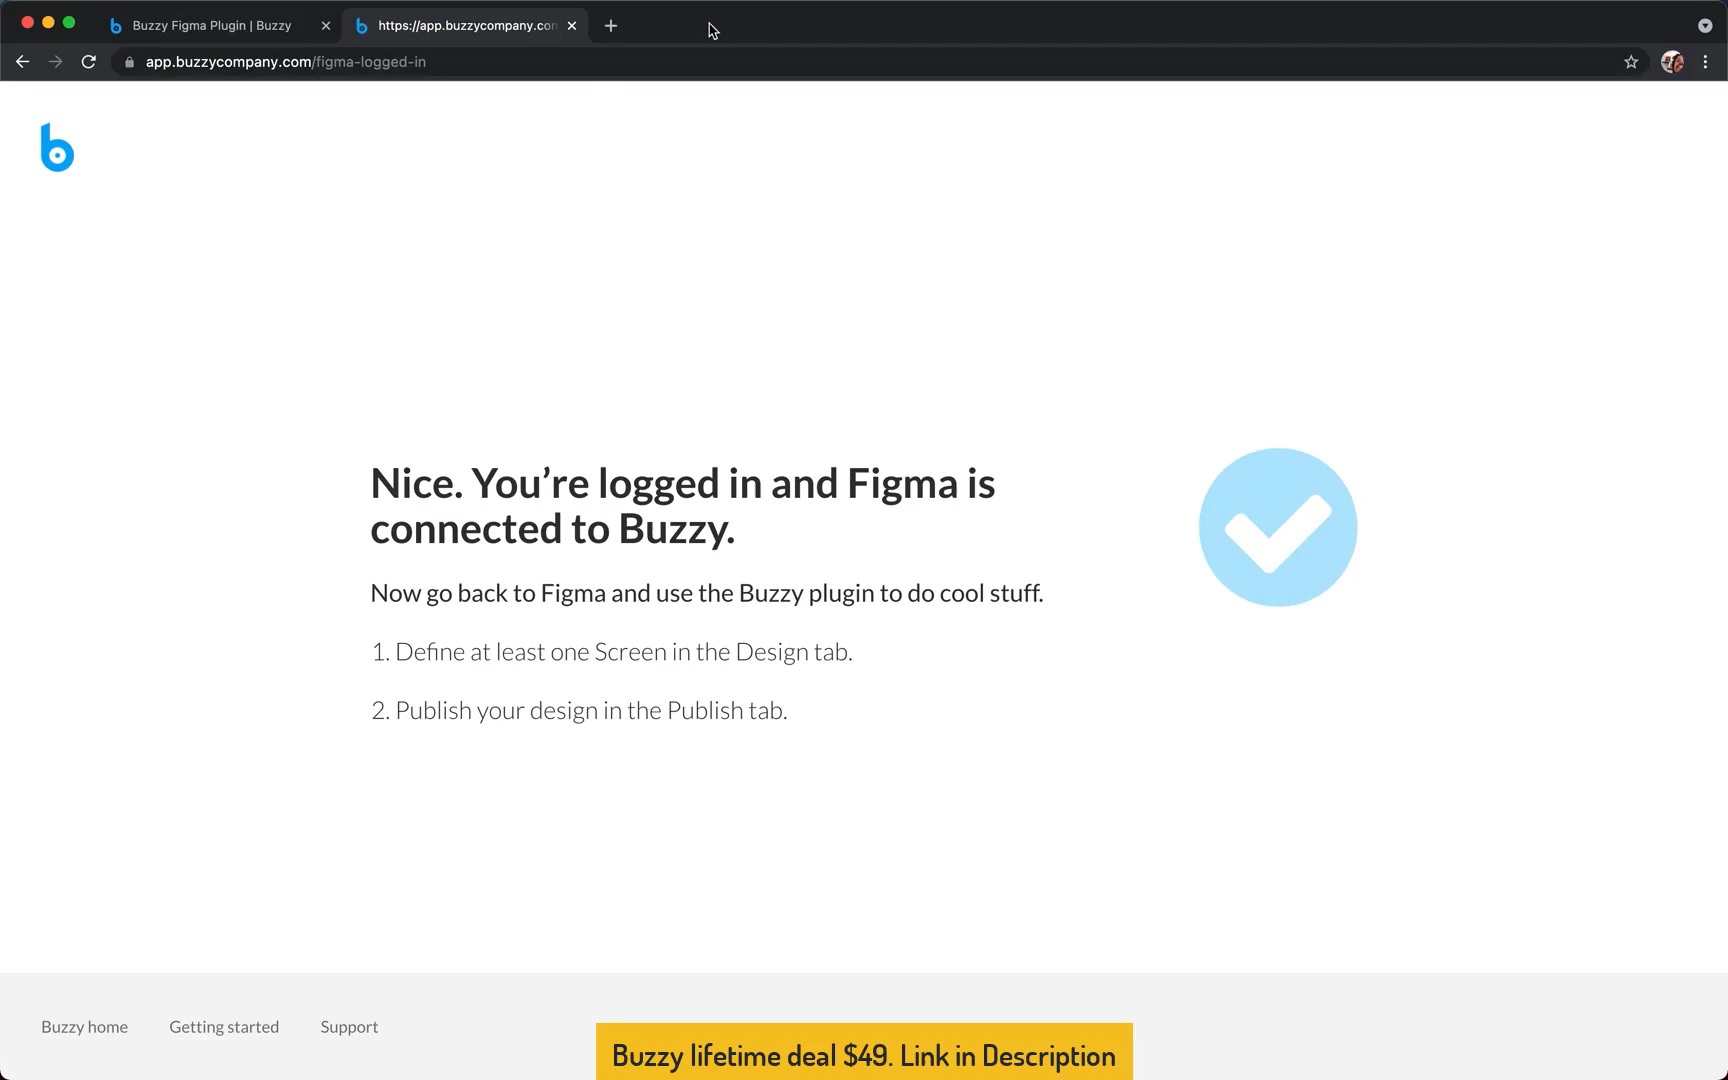 Buzzy Figma Plugin | Buzzy
https://app.buzzycompany.con
app.buzzycompany.com/figma-logged-in
Nice. You’re logged in and Figma is
connected to Buzzy.
Now go back to Figma and use the Buzzy plugin to do cool stuff.
1. Define at least one Screen in the Design tab.
2. Publish your design in the Publish tab.
Buzzy home
Getting started
Support
Buzzy lifetime deal $49. Link in Description